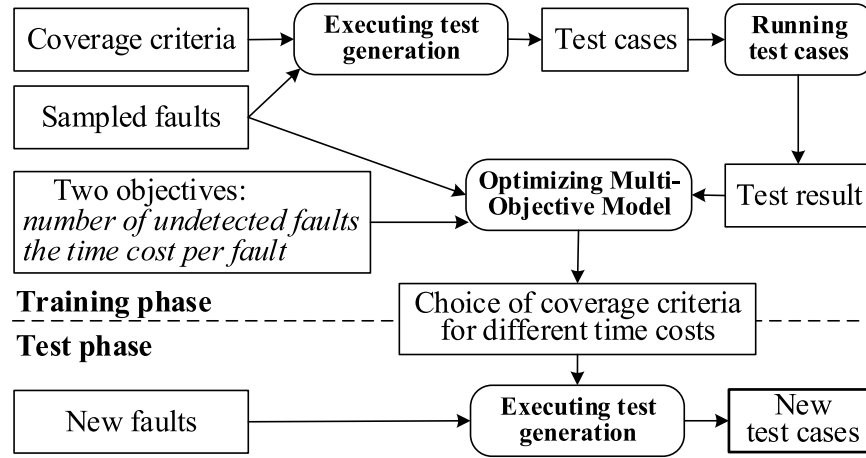 Coverage criteria
Executing test
generation
Test cases
Running
test cases
Sampled faults
Two objectives:
number of undetected faults
the time cost per fault
Optimizing Multi-
Objective Model
Test result
Training phase
Choice of coverage criteria
for different time costs
Test phase
New faults
Executing test
generation
New
test cases